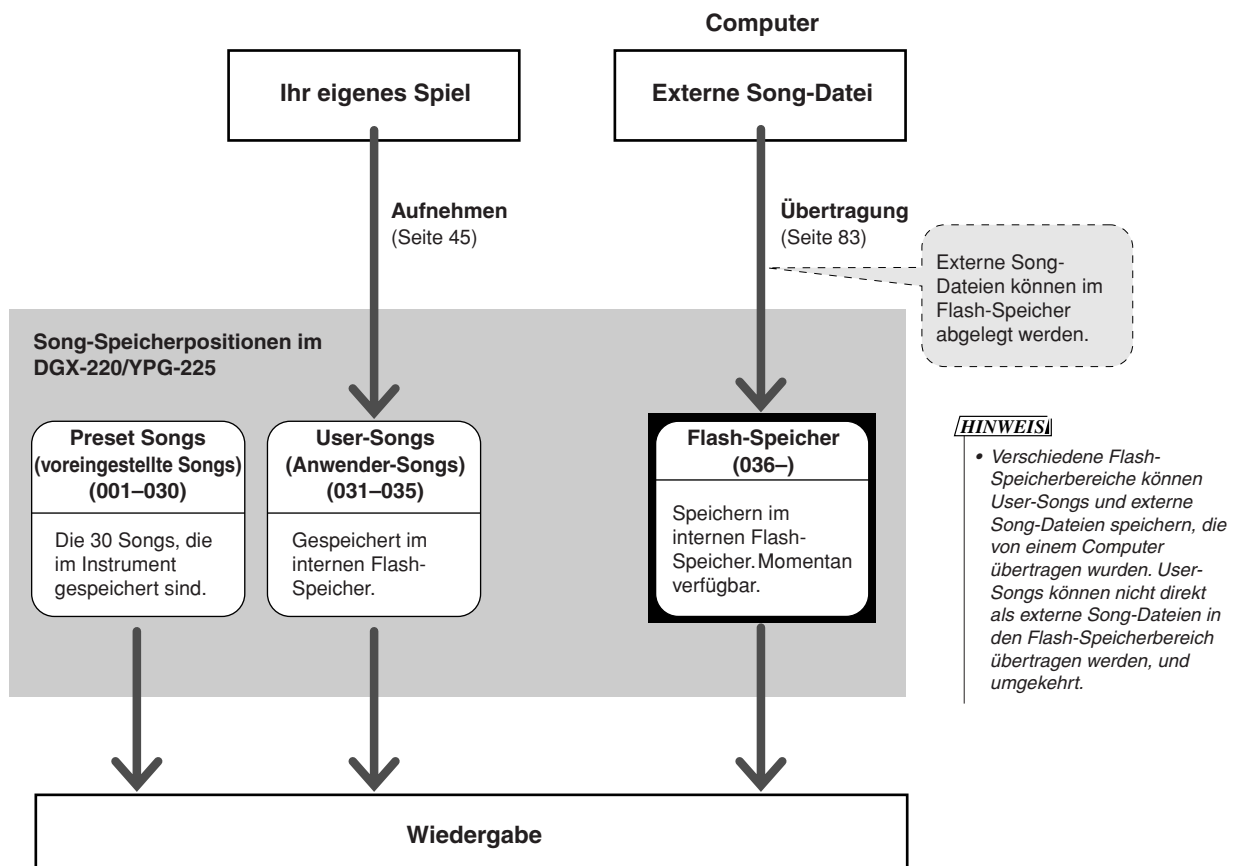 Computer
Ihr eigenes Spiel
Externe Song-Datei
Aufnehmen
(Seite 45)
Übertragung
(Seite 83)
Externe Song-
Dateien können im
Flash-Speicher
abgelegt werden.
Song-Speicherpositionen im
DGX-220/YPG-225
Preset Songs
(voreingestellte Songs)
(001–030)
Die 30 Songs, die
im Instrument
gespeichert sind.
User-Songs
(Anwender-Songs)
(031–035)
Gespeichert im
internen Flash-
Speicher.
Flash-Speicher
(036–)
Speichern im
internen Flash-
Speicher.Momentan
verfügbar.
HINWEIS
• Verschiedene Flash-
Speicherbereiche können
User-Songs und externe
Song-Dateien speichern, die
von einem Computer
übertragen wurden. User-
Songs können nicht direkt
als externe Song-Dateien in
den Flash-Speicherbereich
übertragen werden, und
umgekehrt.
Wiedergabe